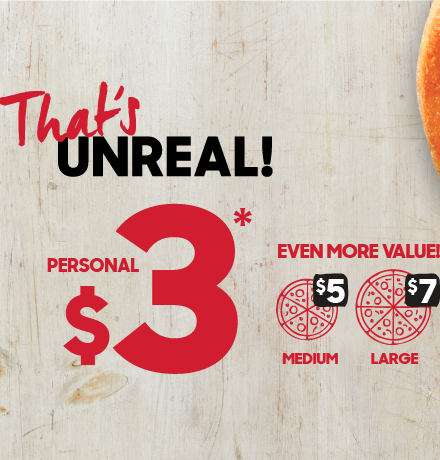 That's
UNREAL!
PERSONAL
$3*
EVEN MORE VALUE!
$5
$7
MEDIUM
LARGE